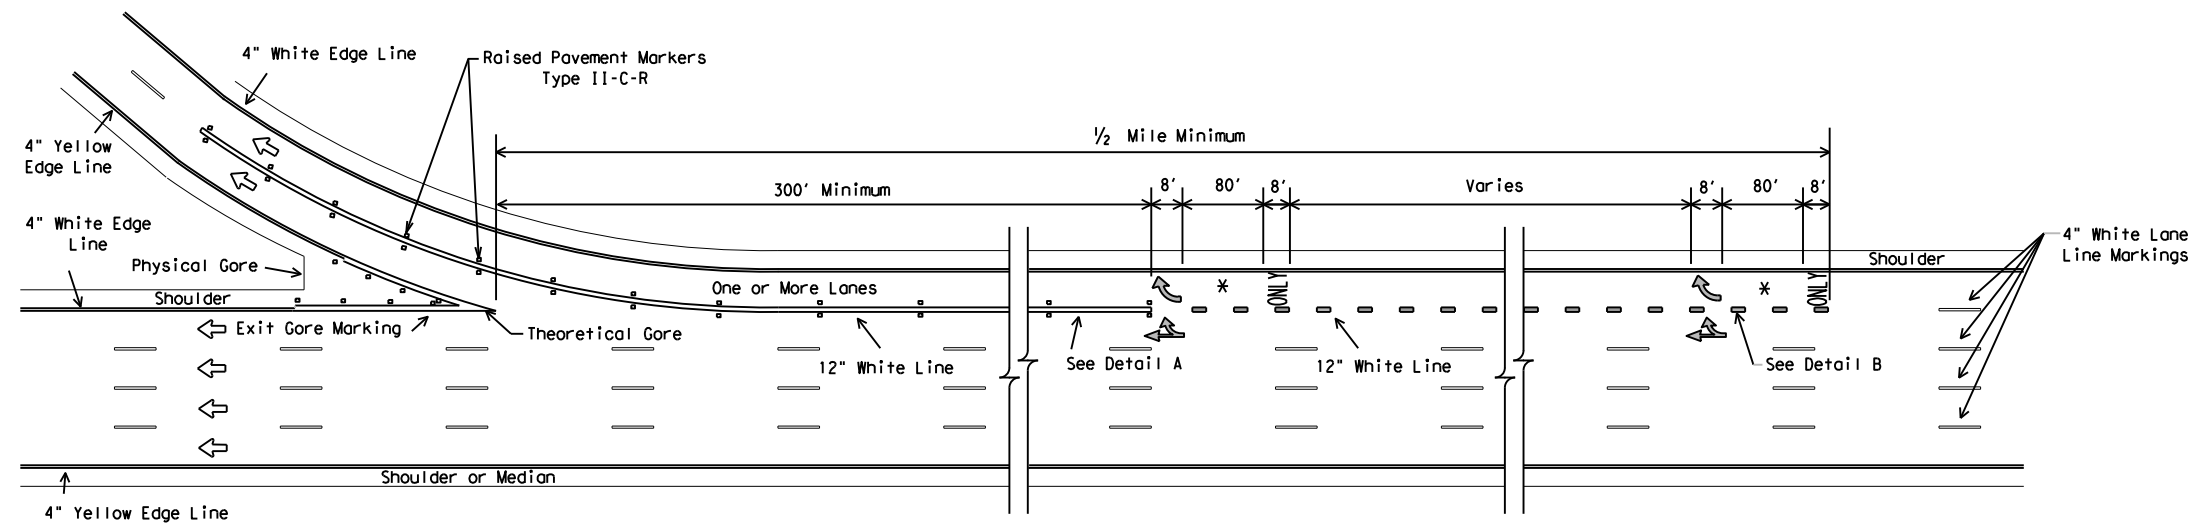 4" White Edge Line
Raised Pavement Markers
Type II-C-R
½ Mile Minimum
4" Yellow
Edge Line
300' Minimum
8'
80'
8'
Varies
8'
80'
8'
4" White Edge
Line
4" White Lane
Line Markings
Physical Gore
Shoulder
Shoulder
One or More Lanes
*
ONLY
*
ONLY
Exit Gore Marking
Theoretical Gore
12" White Line
See Detail A
12" White Line
See Detail B
Shoulder or Median
4" Yellow Edge Line